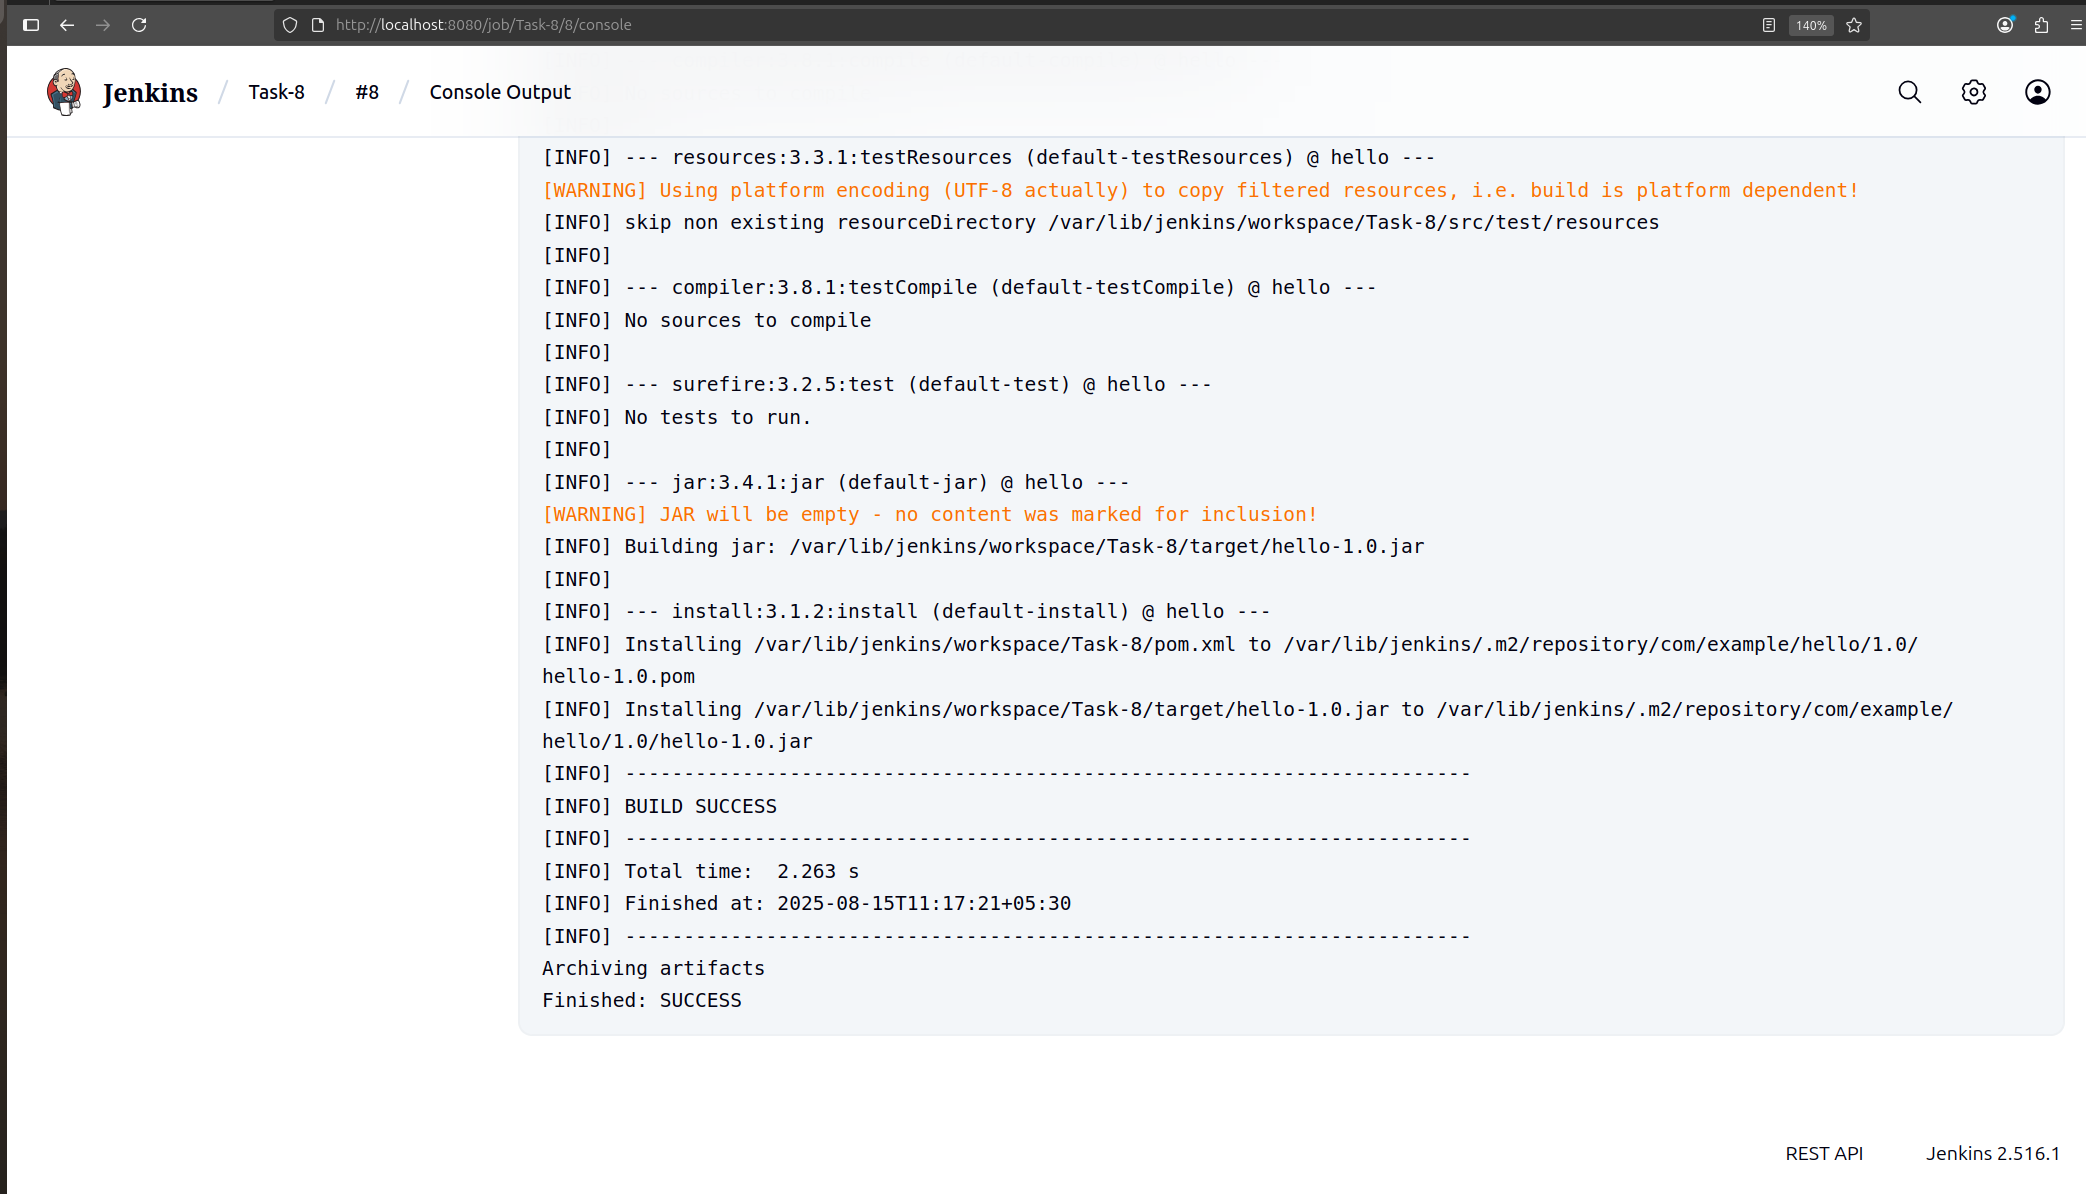 http://localhost:8080/job/Task-8/8/console
140%
Jenkins / Task-8 / #8 / Console Output
[INFO] --- resources:3.3.1:testResources (default-testResources) @ hello ---
[WARNING] Using platform encoding (UTF-8 actually) to copy filtered resources, i.e. build is platform dependent!
[INFO] skip non existing resourceDirectory /var/lib/jenkins/workspace/Task-8/src/test/resources
[INFO]
[INFO] --- compiler:3.8.1:testCompile (default-testCompile) @ hello ---
[INFO] No sources to compile
[INFO]
[INFO] --- surefire:3.2.5:test (default-test) @ hello ---
[INFO] No tests to run.
[INFO]
[INFO] --- jar:3.4.1:jar (default-jar) @ hello ---
[WARNING] JAR will be empty - no content was marked for inclusion!
[INFO] Building jar: /var/lib/jenkins/workspace/Task-8/target/hello-1.0.jar
[INFO]
[INFO] --- install:3.1.2:install (default-install) @ hello ---
[INFO] Installing /var/lib/jenkins/workspace/Task-8/pom.xml to /var/lib/jenkins/.m2/repository/com/example/hello/1.0/
hello-1.0.pom
[INFO] Installing /var/lib/jenkins/workspace/Task-8/target/hello-1.0.jar to /var/lib/jenkins/.m2/repository/com/example/
hello/1.0/hello-1.0.jar
[INFO] ------------------------------------------------------------------------
[INFO] BUILD SUCCESS
[INFO] ------------------------------------------------------------------------
[INFO] Total time:  2.263 s
[INFO] Finished at: 2025-08-15T11:17:21+05:30
[INFO] ------------------------------------------------------------------------
Archiving artifacts
Finished: SUCCESS
REST API
Jenkins 2.516.1